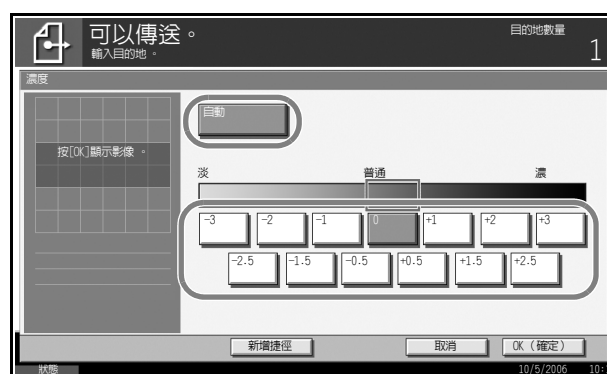 可以傳送。
輸入目的地。
目的地數量
1
濃度
自動
按[OK]顯示影像。
淡 普通 濃
-3 -2 -1 0 +1 +2 +3
-2.5 -1.5 -0.5 +0.5 +1.5 +2.5
新增捷徑 取消 OK（確定）
狀態 10/5/2006 10: